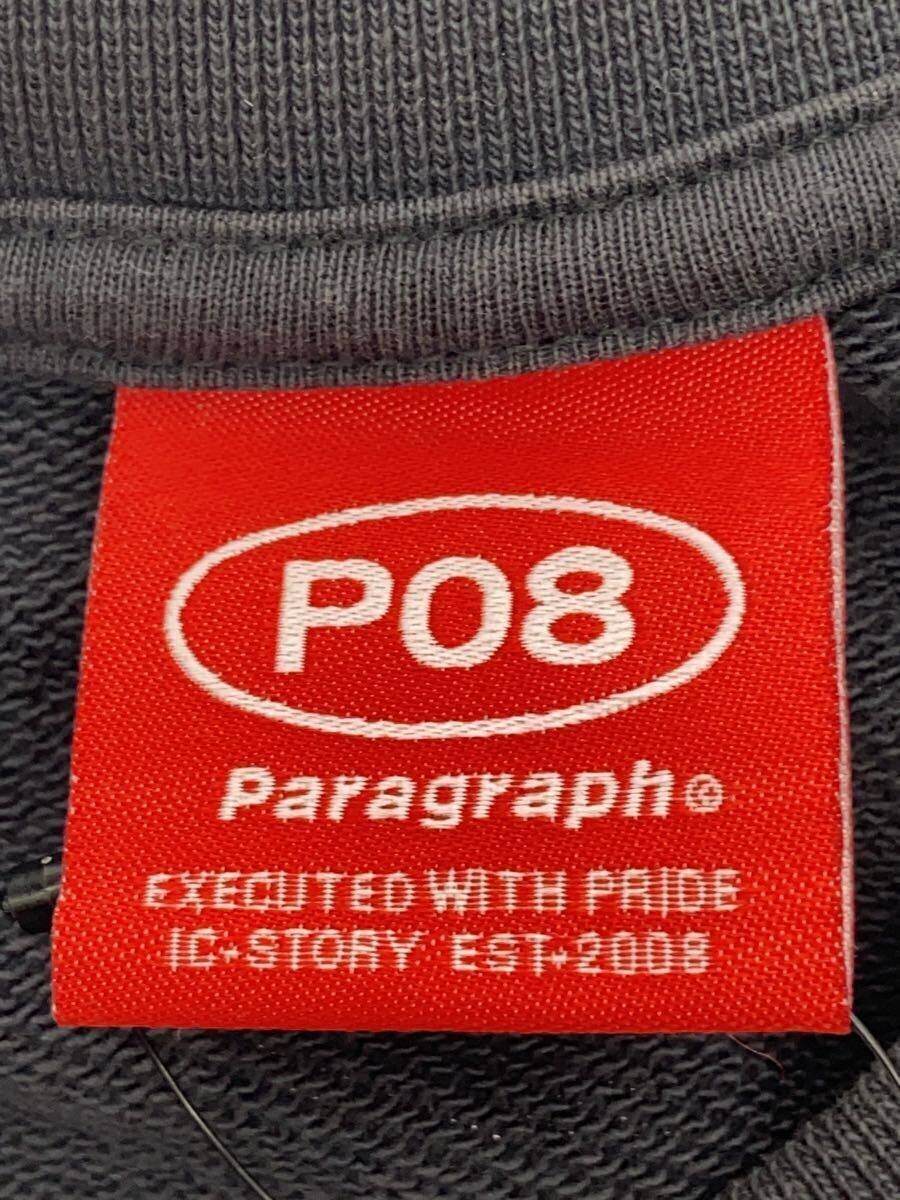 P08
Paragraph®
EXECUTED WITH PRIDE
IC•STORY EST•2008